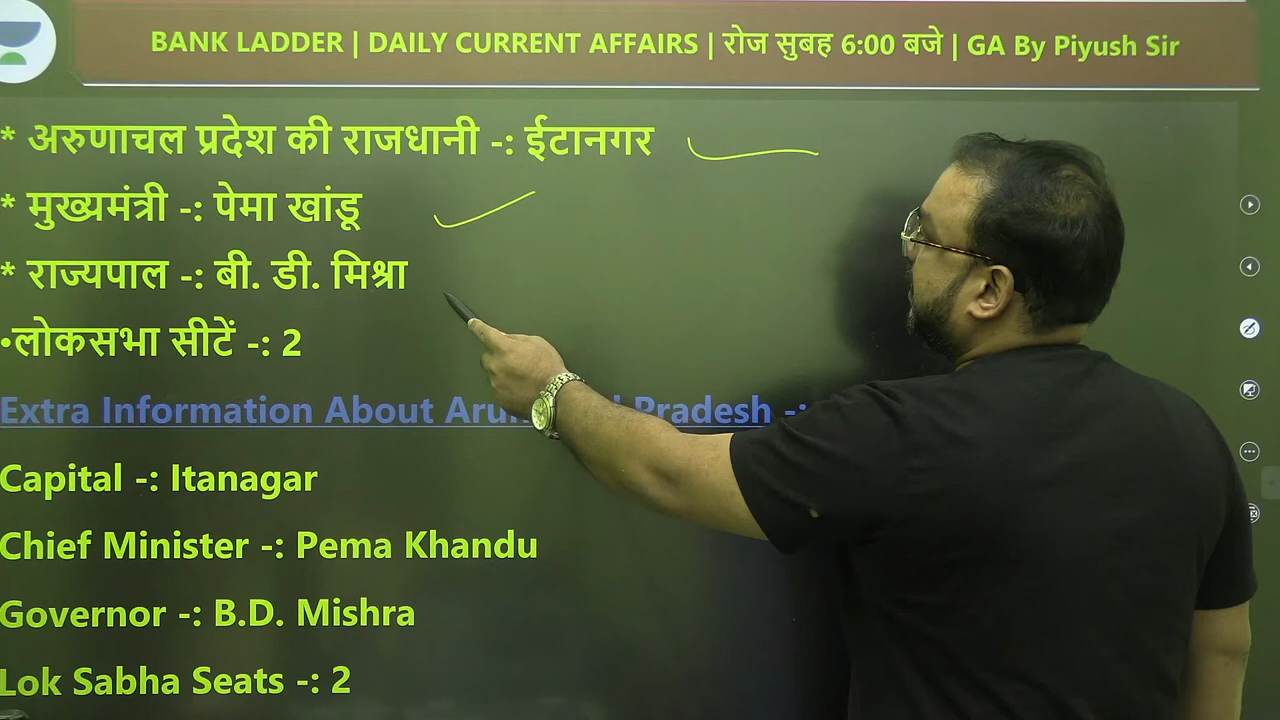 BANK LADDER | DAILY CURRENT AFFAIRS | रोज सुबह 6:00 बजे | GA By Piyush Sir
* अरुणाचल प्रदेश की राजधानी -: ईटानगर
* मुख्यमंत्री -: पेमा खांडू
* राज्यपाल -: बी. डी. मिश्रा
•लोकसभा सीटें -: 2
Extra Information About Pradesh -:
Capital -: Itanagar
Chief Minister -: Pema Khandu
Governor -: B.D. Mishra
Lok Sabha Seats -: 2